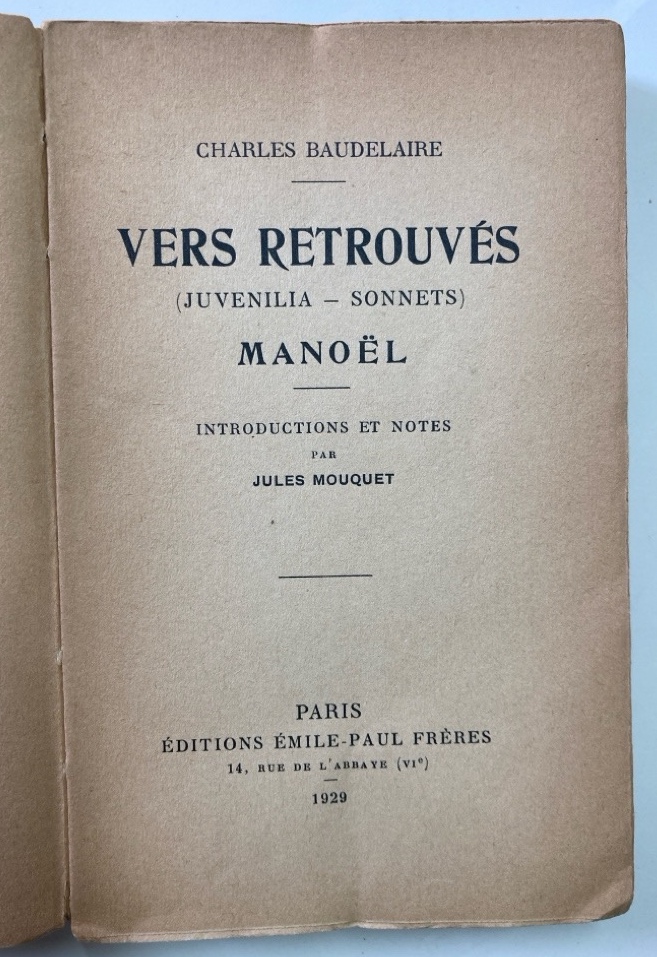 CHARLES BAUDELAIRE
VERS RETROUVÉS
(JUVENILIA — SONNETS)
MANOËL
INTRODUCTIONS ET NOTES
PAR
JULES MOUQUET
PARIS
ÉDITIONS ÉMILE-PAUL FRÈRES
14, RUE DE L'ABBAYE (VIe)
1929